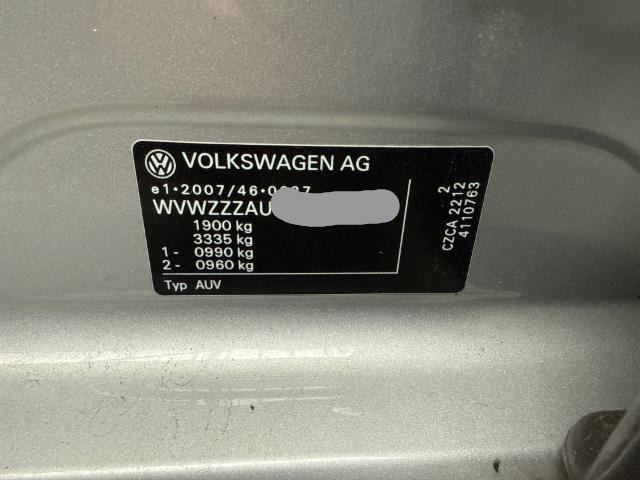 VOLKSWAGEN AG
WVWZZZAU
1900 kg
3335 kg
1 - 0990 kg
2 - 0960 kg
Typ AUV
2
CZCA 2212
4110763